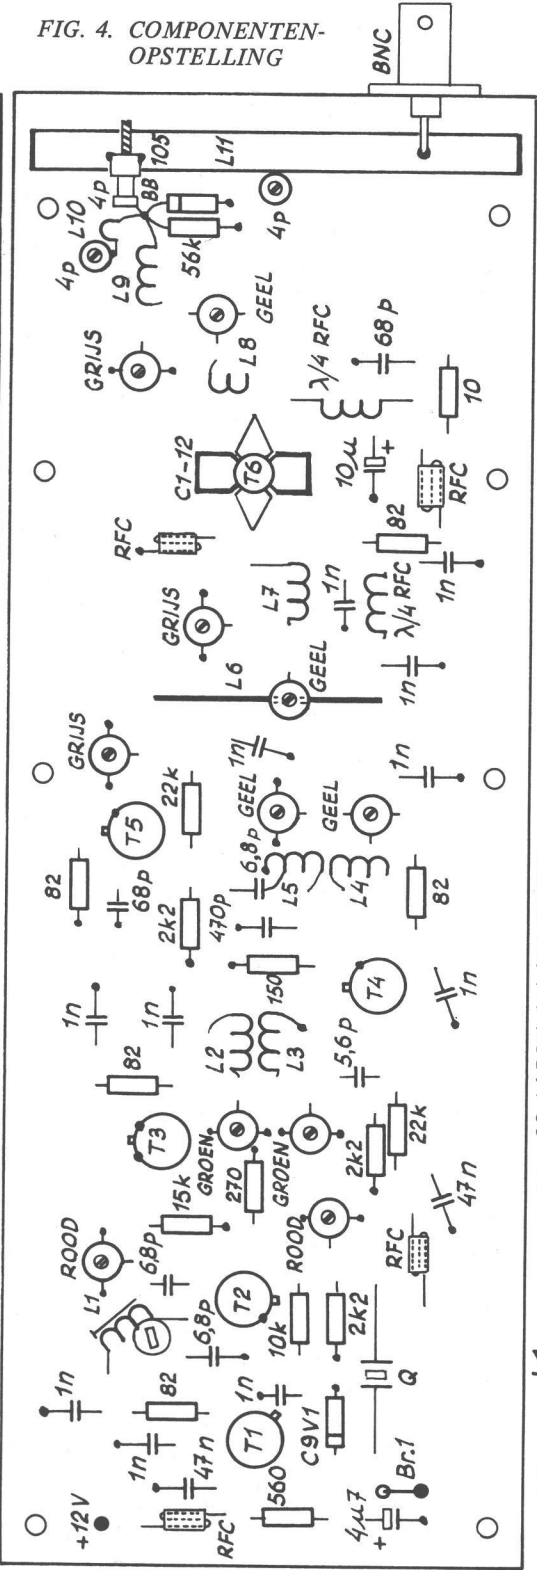 FIG. 4. COMPONENTEN-
OPSTELLING
BNC
105
L11
4p
BB
L10
4p
56k
4p
L9
GEEL
GRIJS
L8
λ/4 RFC
68p
10
C1-12
T6
10µ
+
RFC
RFC
82
L7
1n
λ/4 RFC
1n
GRIJS
L6
GEEL
1n
GRIJS
1n
1n
T5
22k
GEEL
GEEL
82
68p
2k2
470p
6,8p
L5
L4
82
1n
1n
150
T4
1n
82
L2
L3
5,6p
T3
GROEN
GROEN
15k
270
2k2
22k
ROOD
68p
ROOD
47n
RFC
L1
6,8p
T2
10k
2k2
1n
82
1n
1n
47n
T1
C9V1
Q
+12V
RFC
560
4µ7
+
Br.1